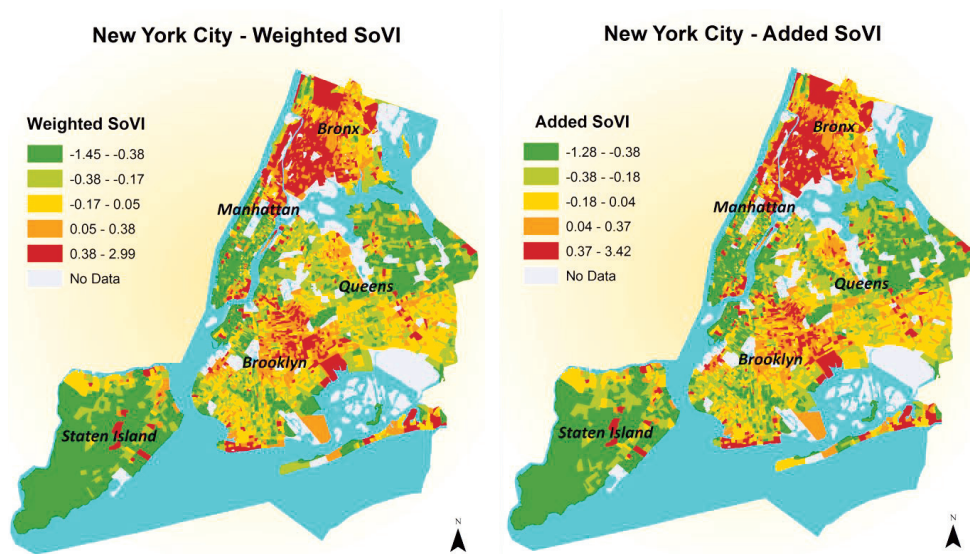 New York City - Weighted SoVI
Weighted SoVI
-1.45 - -0.38
-0.38 - -0.17
-0.17 - 0.05
0.05 - 0.38
0.38 - 2.99
No Data
Bronx
Manhattan
Queens
Brooklyn
Staten Island
N
New York City - Added SoVI
Added SoVI
-1.28 - -0.38
-0.38 - -0.18
-0.18 - 0.04
0.04 - 0.37
0.37 - 3.42
No Data
Bronx
Manhattan
Queens
Brooklyn
Staten Island
N